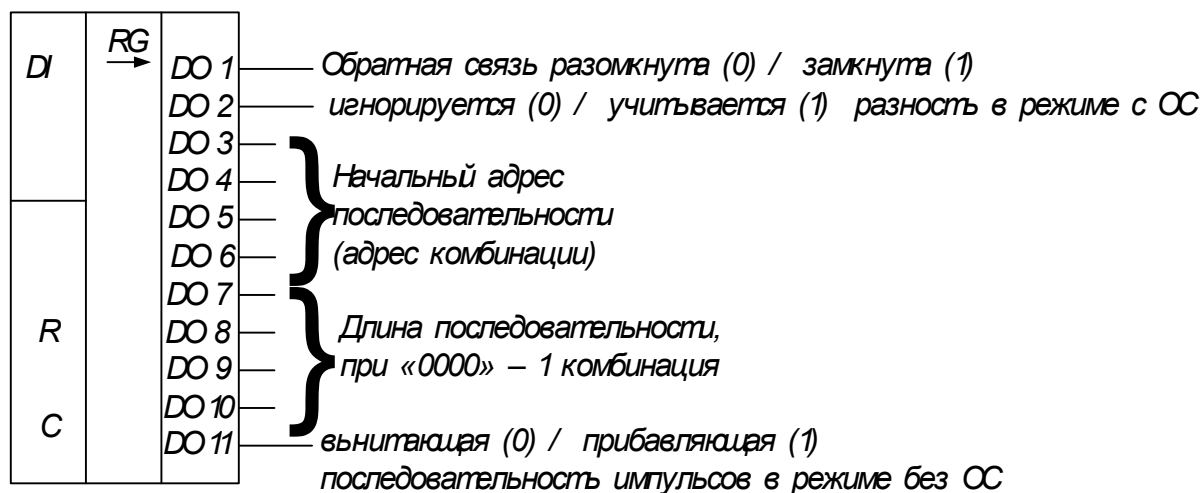 DI
RG
DO 1
Обратная связь разомкнута (0) / замкнута (1)
DO 2
игнорируется (0) / учитывается (1) разность в режиме с ОС
DO 3
DO 4
Начальный адрес
DO 5
последовательности
DO 6
(адрес комбинации)
DO 7
R
DO 8
Длина последовательности,
DO 9
при «0000» – 1 комбинация
DO 10
C
DO 11
вычитающая (0) / прибавляющая (1)
последовательность импульсов в режиме без ОС